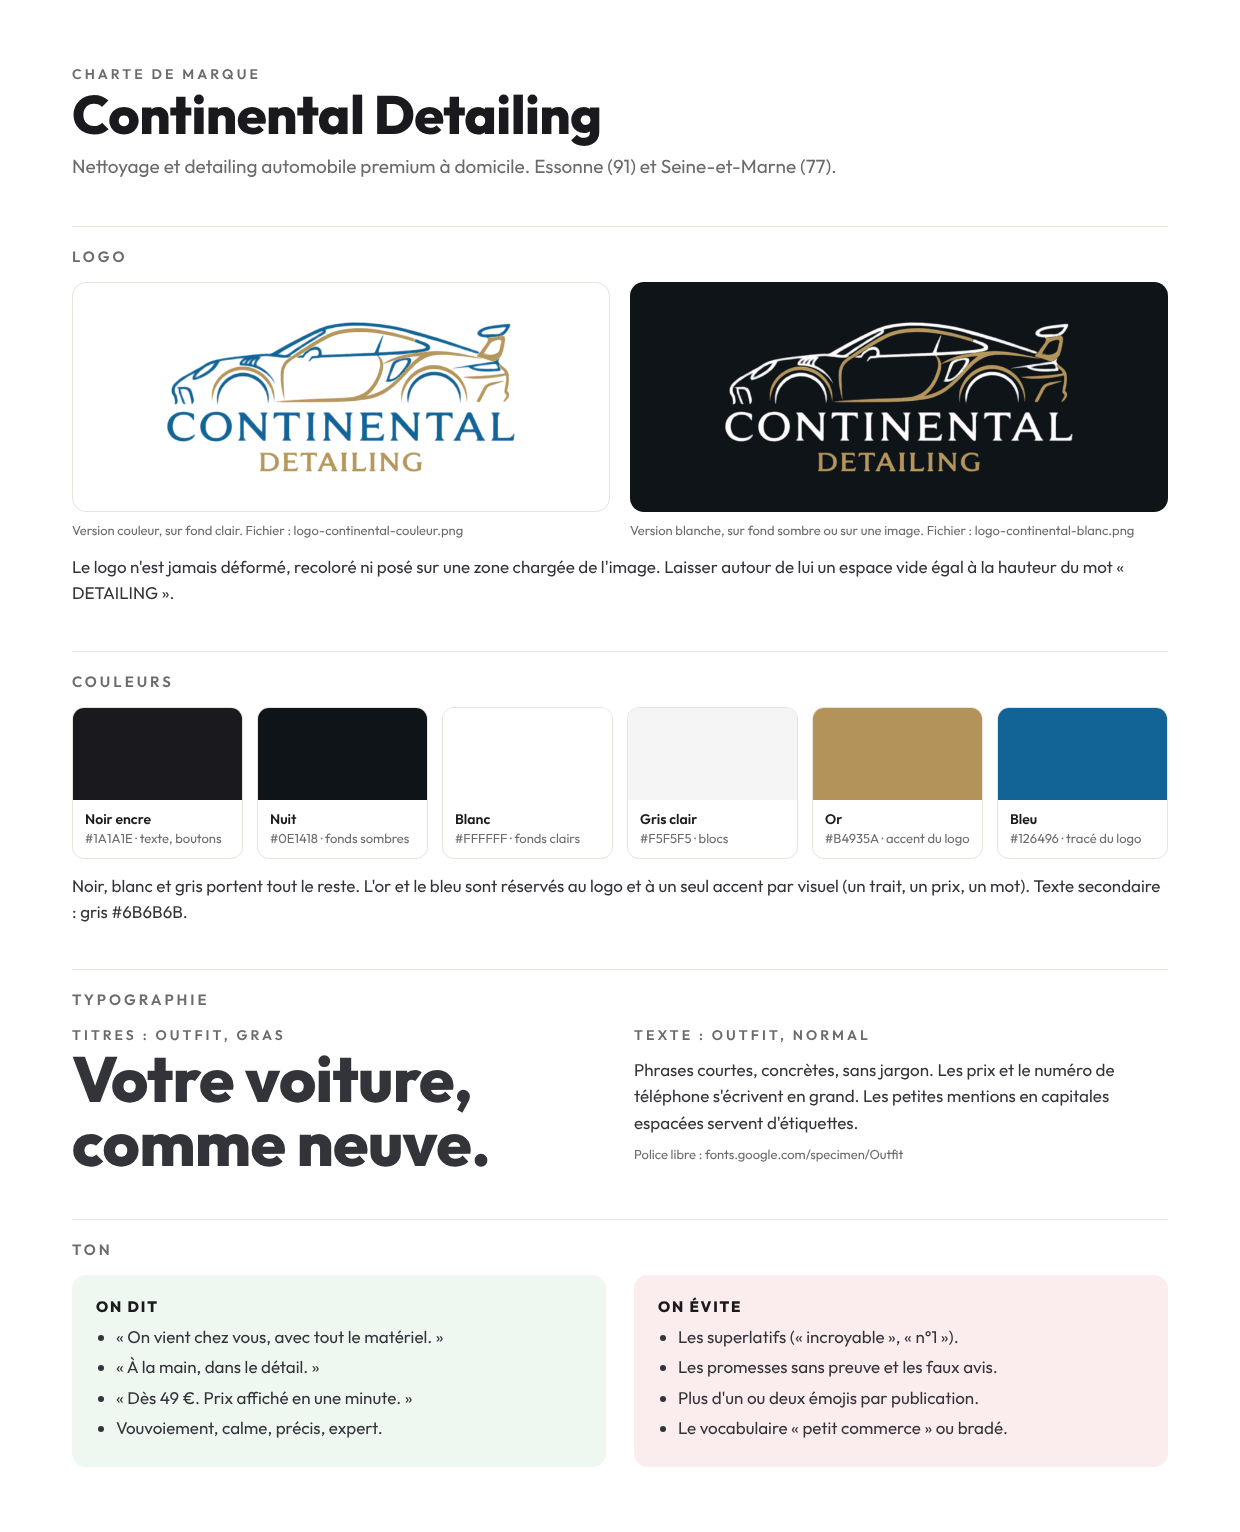 CHARTE DE MARQUE
Continental Detailing
Nettoyage et detailing automobile premium à domicile. Essonne (91) et Seine-et-Marne (77).
LOGO
CONTINENTAL
DETAILING
CONTINENTAL
DETAILING
Version couleur, sur fond clair. Fichier : logo-continental-couleur.png
Version blanche, sur fond sombre ou sur une image. Fichier : logo-continental-blanc.png
Le logo n'est jamais déformé, recoloré ni posé sur une zone chargée de l'image. Laisser autour de lui un espace vide égal à la hauteur du mot «
DETAILING ».
COULEURS
Noir encre
#1A1A1E · texte, boutons
Nuit
#0E1418 · fonds sombres
Blanc
#FFFFFF · fonds clairs
Gris clair
#F5F5F5 · blocs
Or
#B4935A · accent du logo
Bleu
#126496 · tracé du logo
Noir, blanc et gris portent tout le reste. L'or et le bleu sont réservés au logo et à un seul accent par visuel (un trait, un prix, un mot). Texte secondaire
: gris #6B6B6B.
TYPOGRAPHIE
TITRES : OUTFIT, GRAS
Votre voiture,
comme neuve.
TEXTE : OUTFIT, NORMAL
Phrases courtes, concrètes, sans jargon. Les prix et le numéro de
téléphone s'écrivent en grand. Les petites mentions en capitales
espacées servent d'étiquettes.
Police libre : fonts.google.com/specimen/Outfit
TON
ON DIT
• « On vient chez vous, avec tout le matériel. »
• « À la main, dans le détail. »
• « Dès 49 €. Prix affiché en une minute. »
• Vouvoiement, calme, précis, expert.
ON ÉVITE
• Les superlatifs (« incroyable », « n°1 »).
• Les promesses sans preuve et les faux avis.
• Plus d'un ou deux émojis par publication.
• Le vocabulaire « petit commerce » ou bradé.